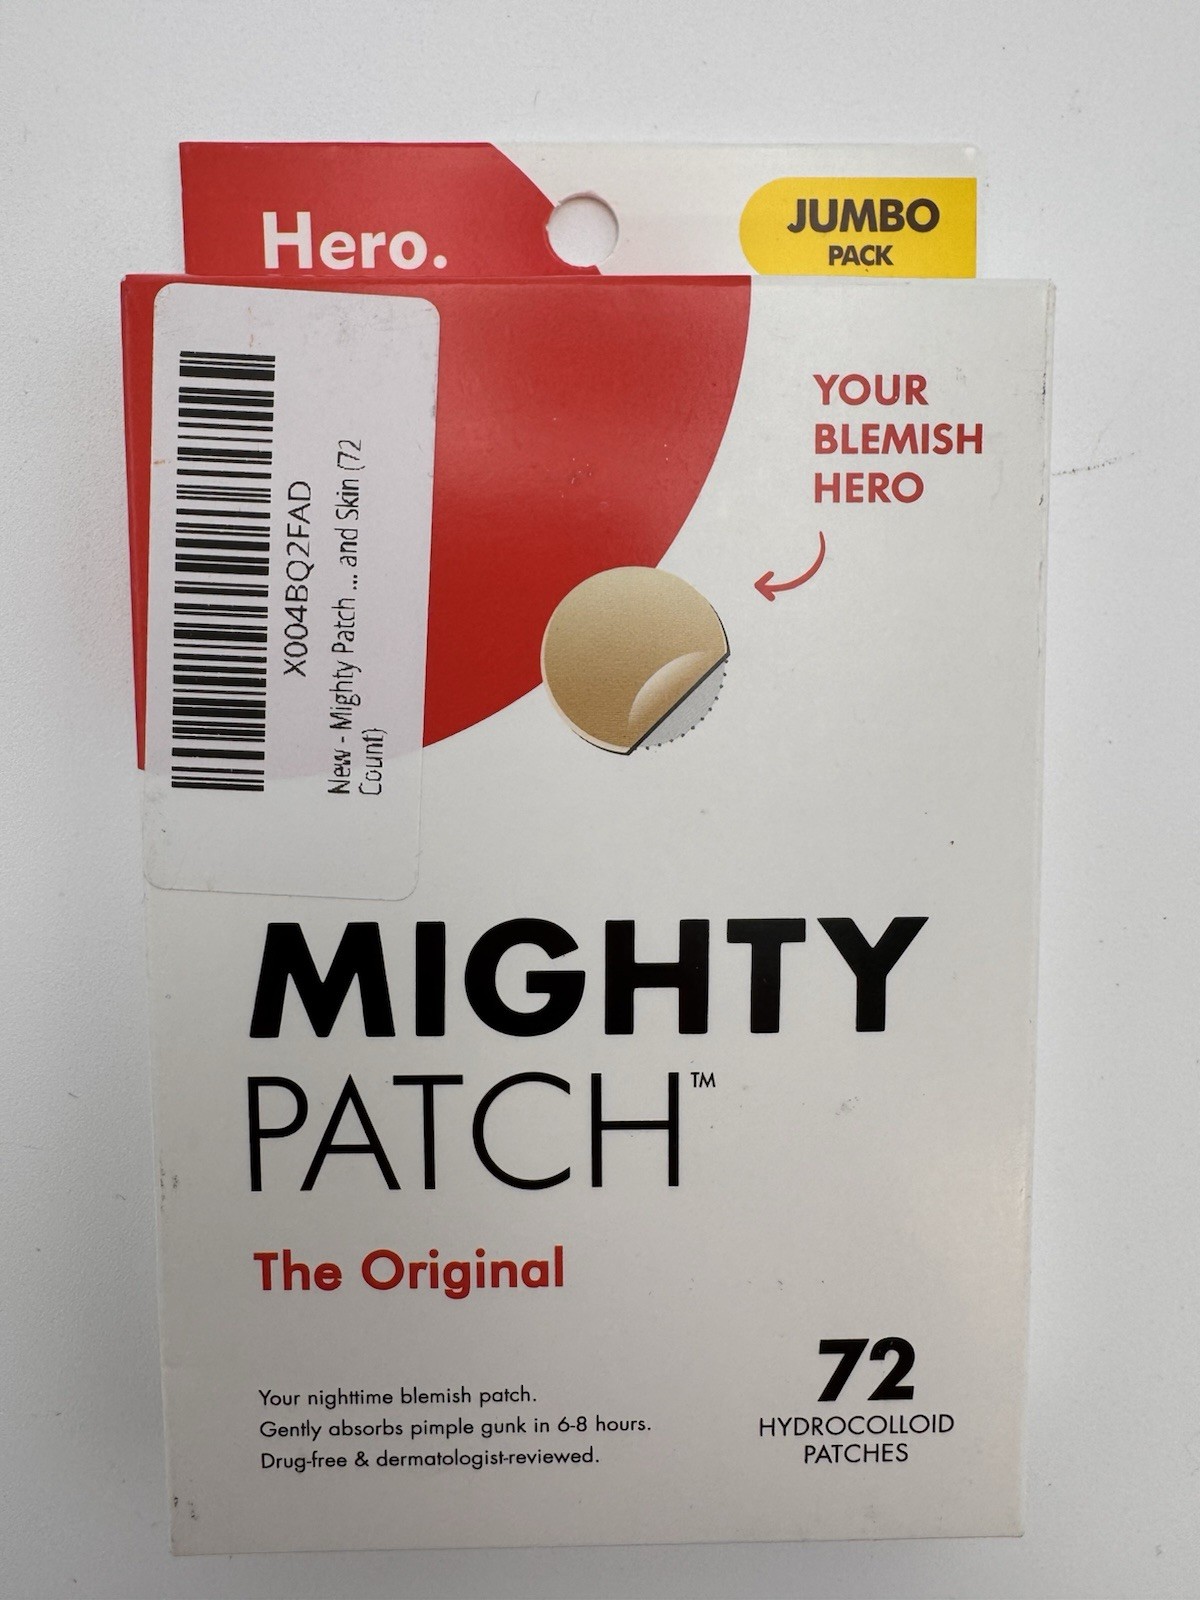 Hero.
JUMBO
PACK
YOUR
BLEMISH
HERO
X004BQ2FAD
New - Mighty Patch ... and Skin (72
Count)
MIGHTY
PATCH™
The Original
Your nighttime blemish patch.
Gently absorbs pimple gunk in 6-8 hours.
Drug-free & dermatologist-reviewed.
72
HYDROCOLLOID
PATCHES